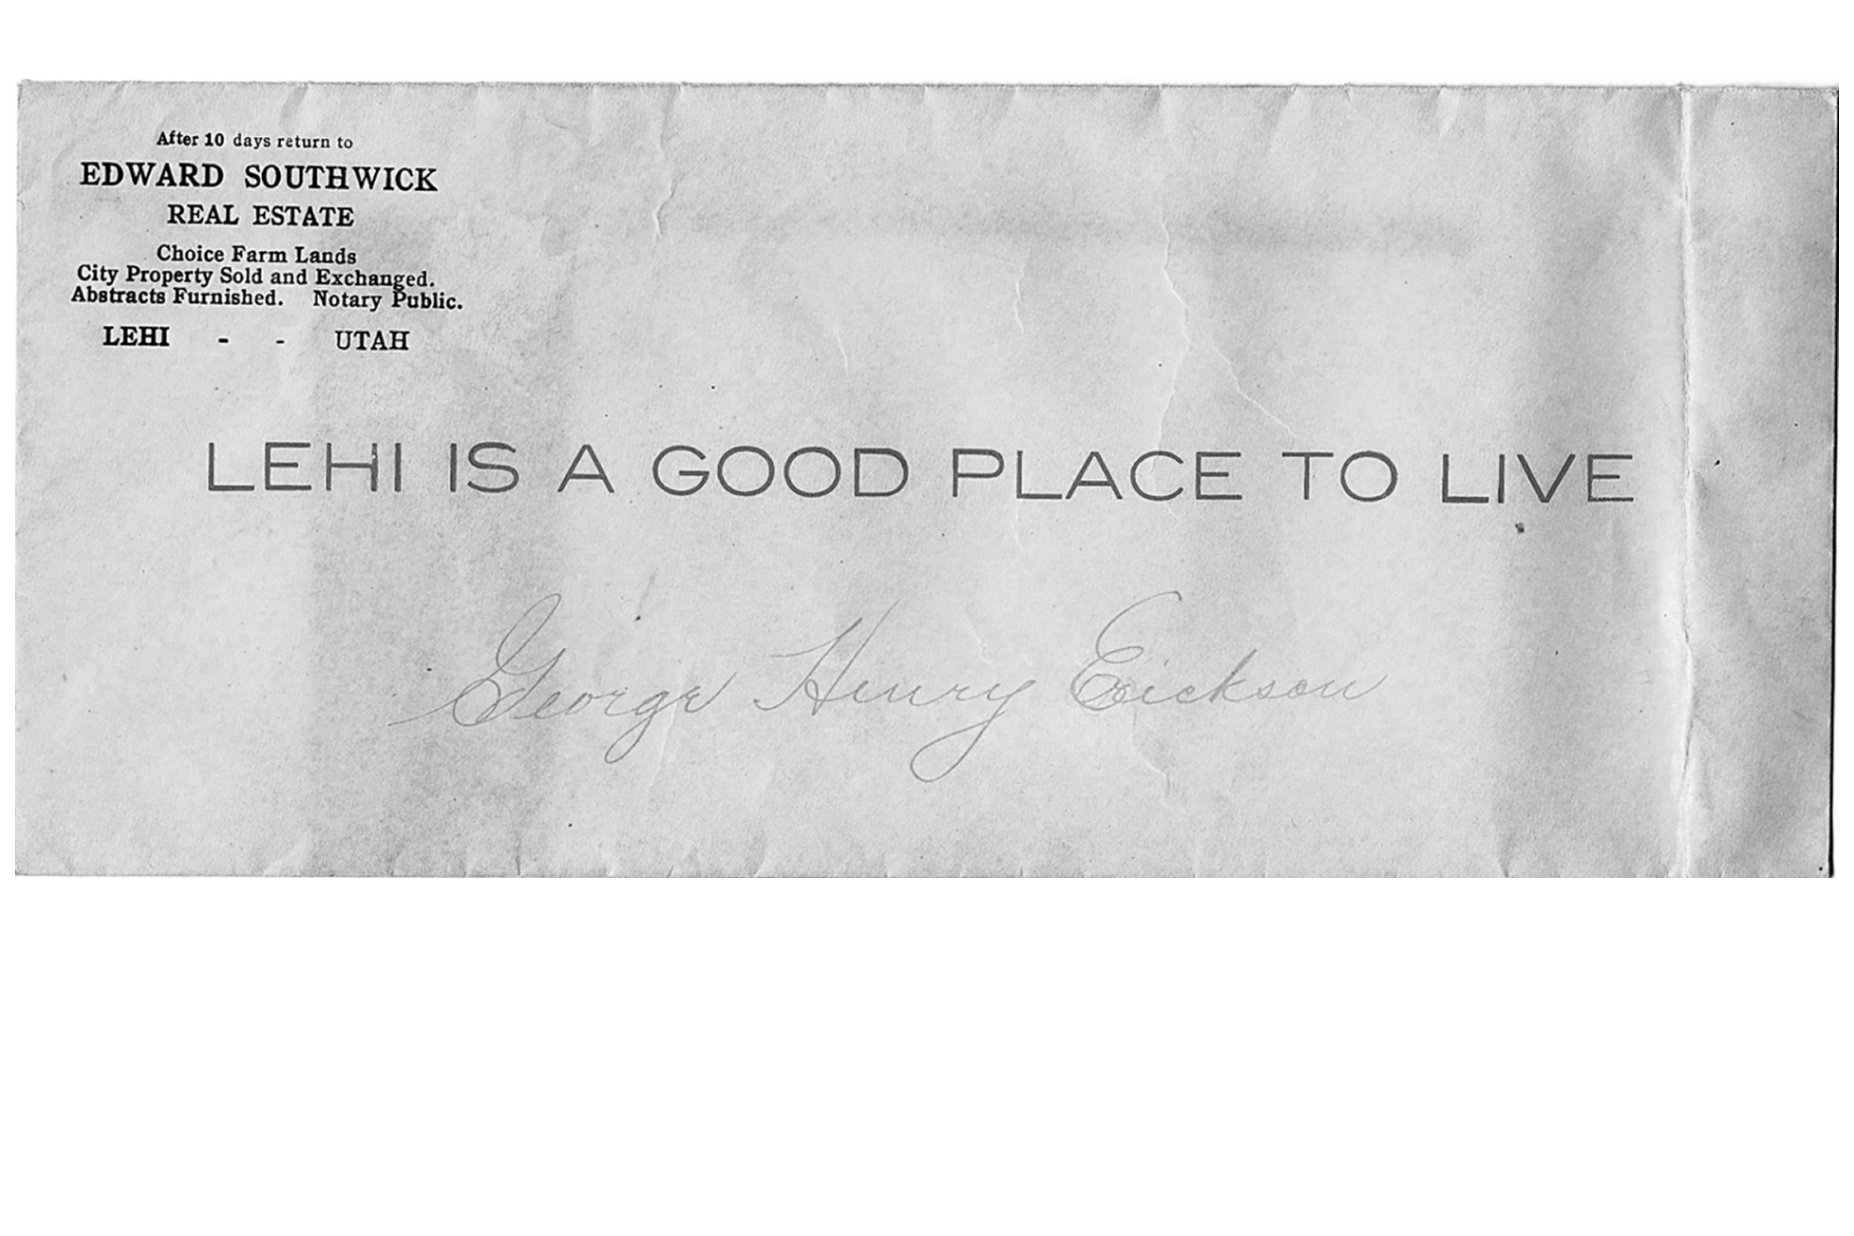 After 10 days return to
EDWARD SOUTHWICK
REAL ESTATE
Choice Farm Lands
City Property Sold and Exchanged.
Abstracts Furnished. Notary Public.
LEHI - - UTAH
LEHI IS A GOOD PLACE TO LIVE
George Henry Erickson